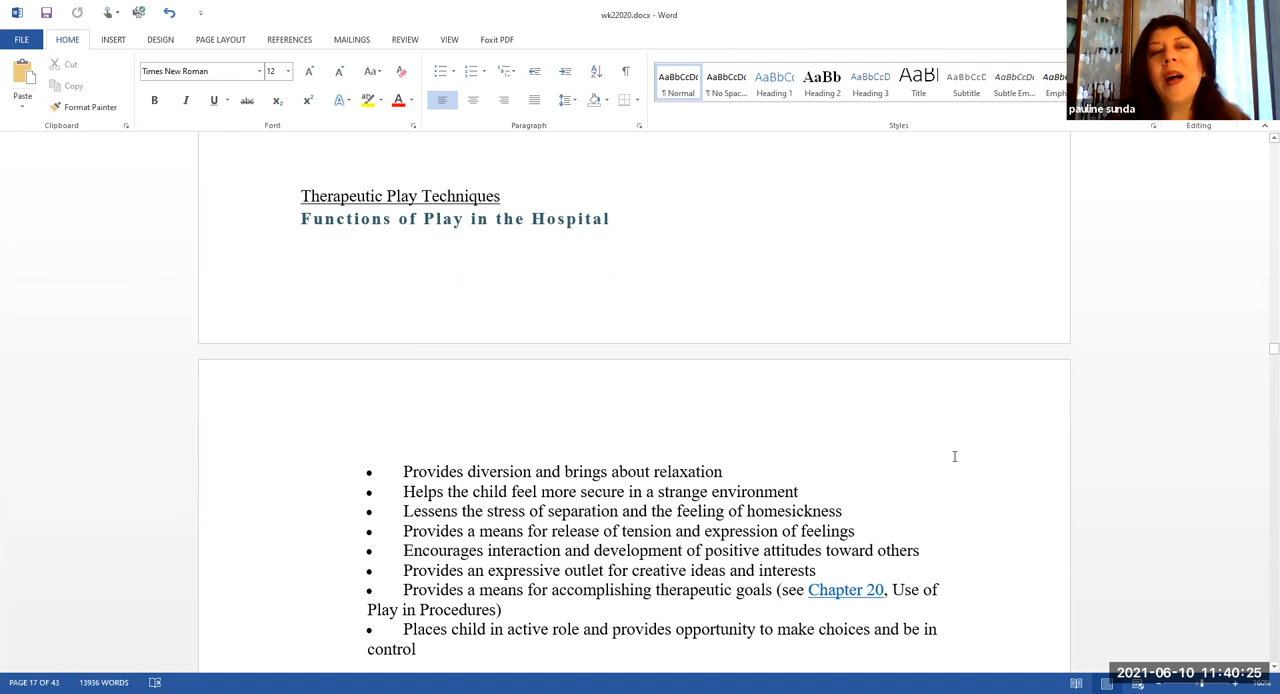 wk22020.docx - Word
FILE HOME INSERT DESIGN PAGE LAYOUT REFERENCES MAILINGS REVIEW VIEW Foxit PDF
Paste
Cut
Copy
Format Painter
Clipboard
Times New Roman 12
Font
Paragraph
AaBbCcDc AaBbCcDc AaBbCc AaBb AaBbCcD AaB AaBbCcD AaBbCcDc
¶ Normal ¶ No Spac... Heading 1 Heading 2 Heading 3 Title Subtitle Subtle Em...
Styles
Editing
pauline sunda
Therapeutic Play Techniques
Functions of Play in the Hospital
• Provides diversion and brings about relaxation
• Helps the child feel more secure in a strange environment
• Lessens the stress of separation and the feeling of homesickness
• Provides a means for release of tension and expression of feelings
• Encourages interaction and development of positive attitudes toward others
• Provides an expressive outlet for creative ideas and interests
• Provides a means for accomplishing therapeutic goals (see Chapter 20, Use of
Play in Procedures)
• Places child in active role and provides opportunity to make choices and be in
control
PAGE 17 OF 43 13936 WORDS
2021-06-10 11:40:25